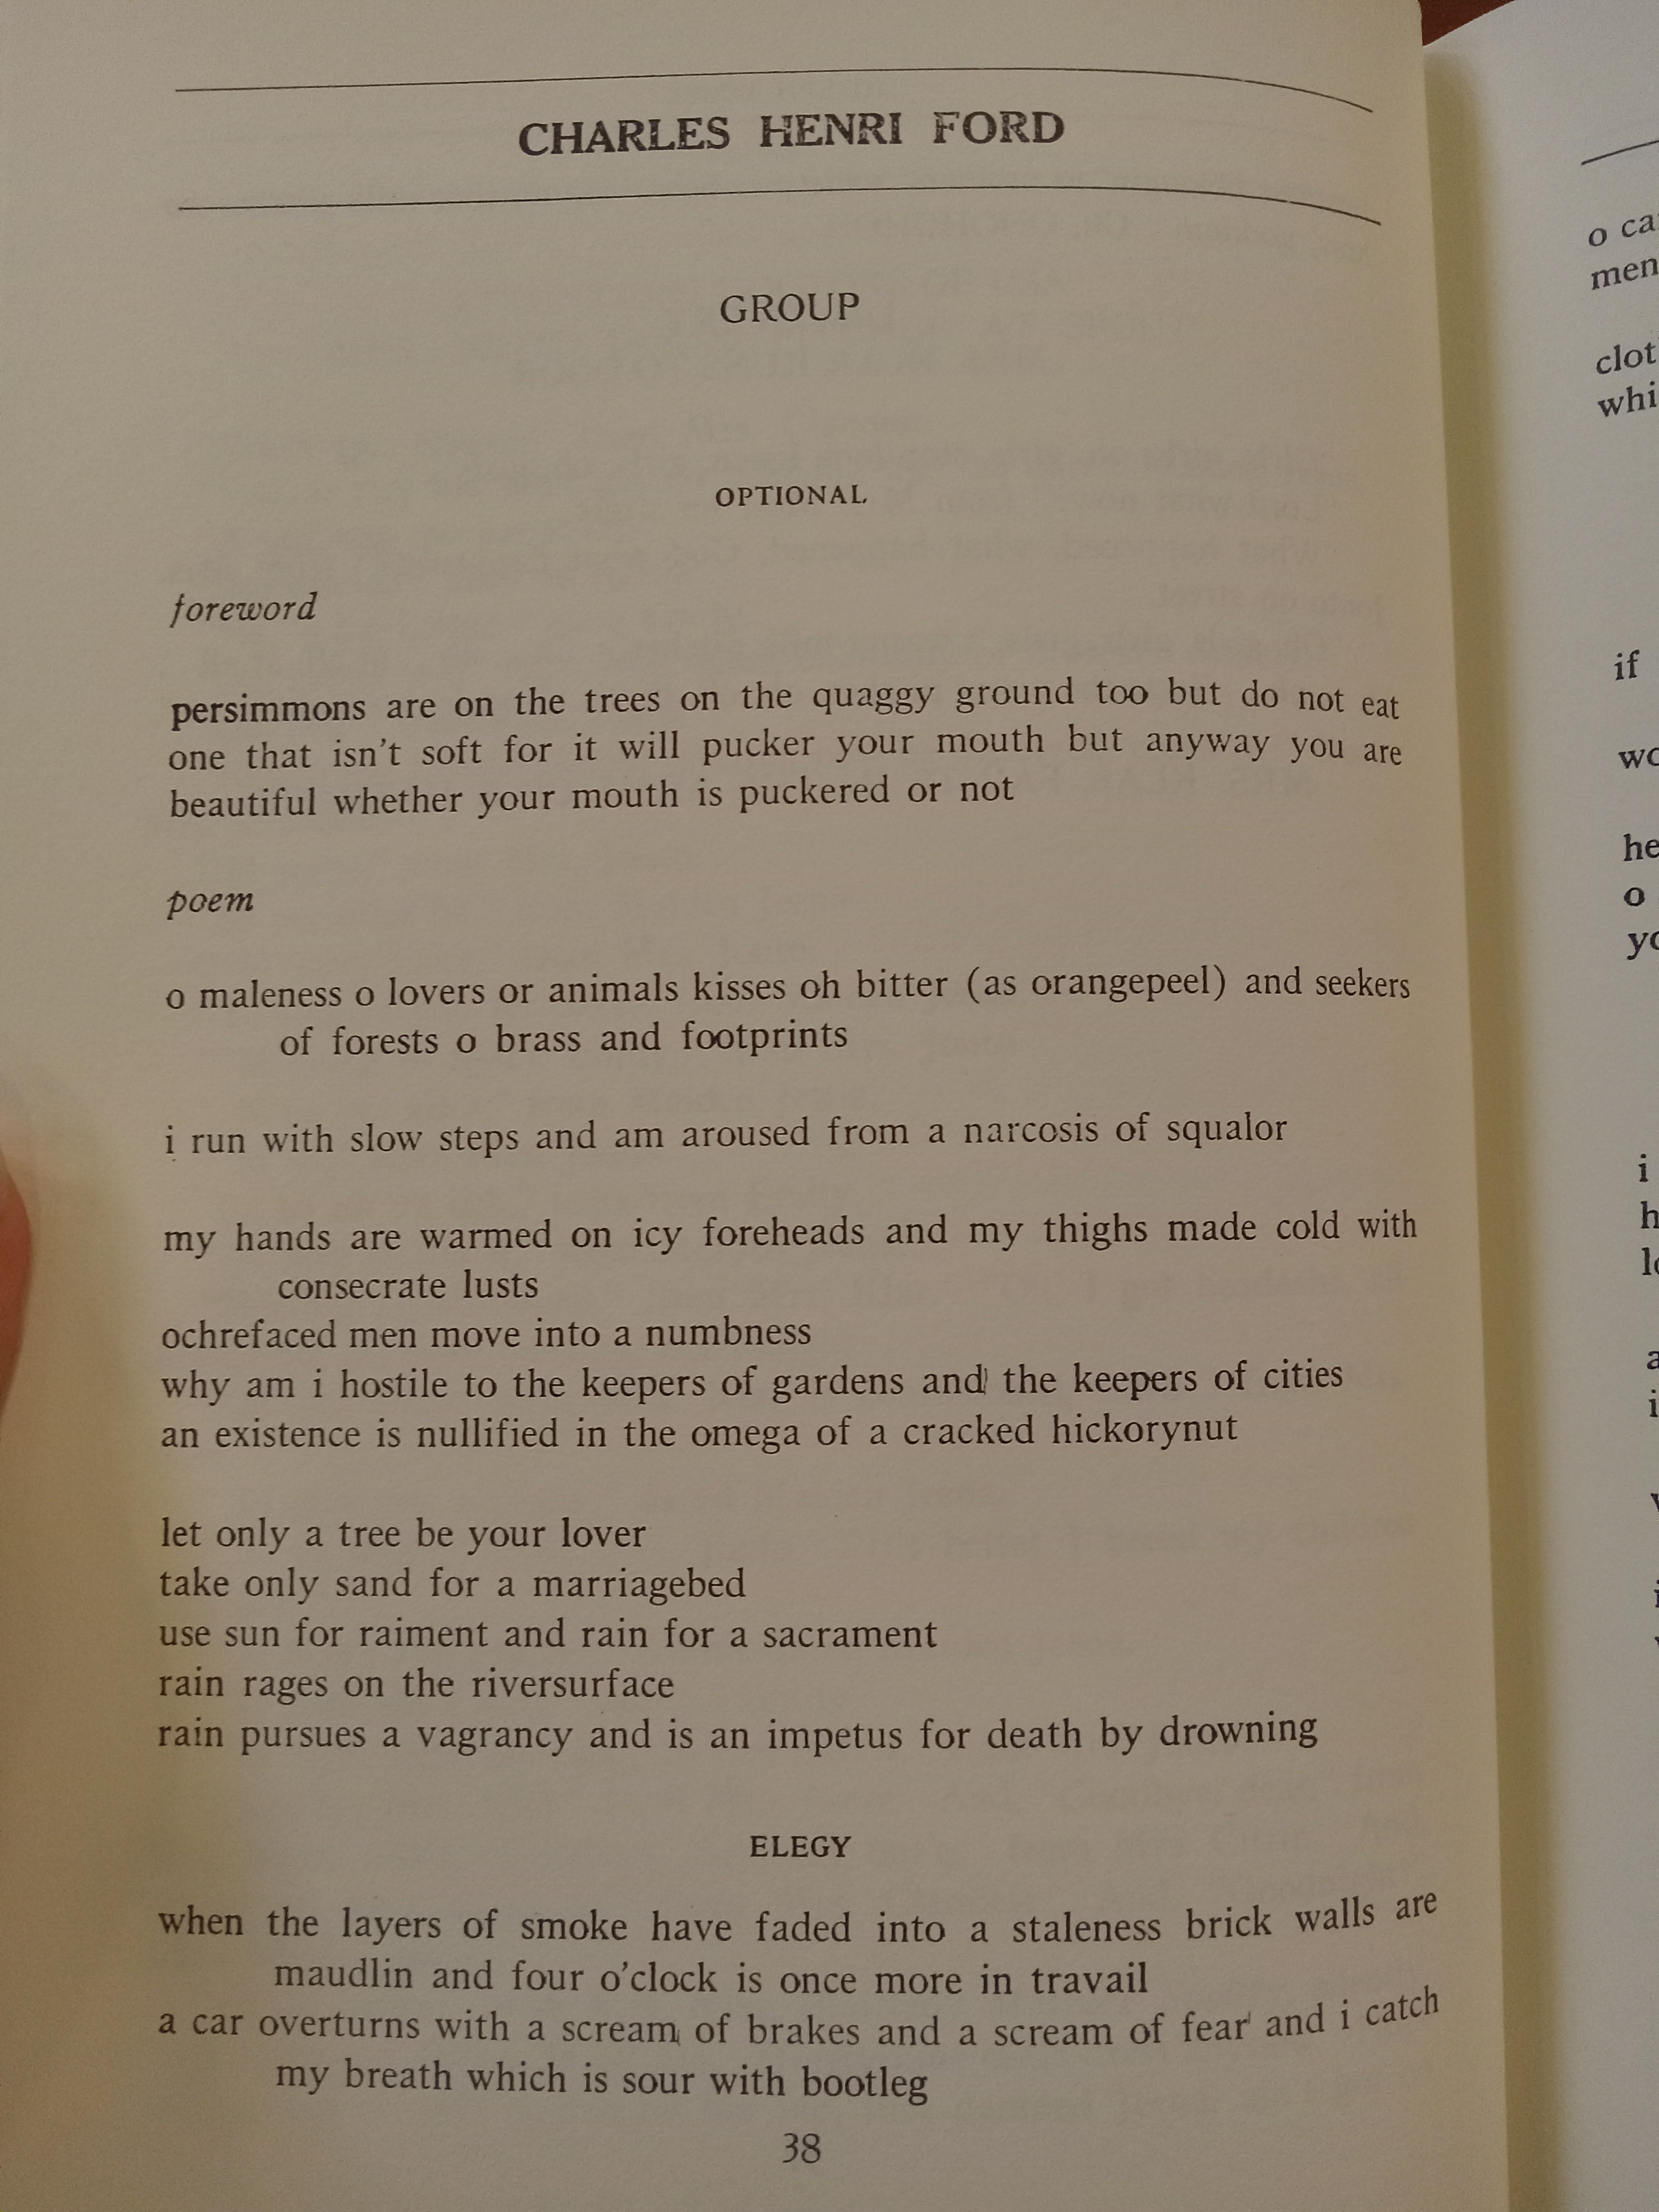 CHARLES HENRI FORD
GROUP
OPTIONAL
foreword
persimmons are on the trees on the quaggy ground too but do not eat
one that isn't soft for it will pucker your mouth but anyway you are
beautiful whether your mouth is puckered or not
poem
o maleness o lovers or animals kisses oh bitter (as orangepeel) and seekers
of forests o brass and footprints
i run with slow steps and am aroused from a narcosis of squalor
my hands are warmed on icy foreheads and my thighs made cold with
consecrate lusts
ochrefaced men move into a numbness
why am i hostile to the keepers of gardens and the keepers of cities
an existence is nullified in the omega of a cracked hickorynut
let only a tree be your lover
take only sand for a marriagebed
use sun for raiment and rain for a sacrament
rain rages on the riversurface
rain pursues a vagrancy and is an impetus for death by drowning
ELEGY
when the layers of smoke have faded into a staleness brick walls are
maudlin and four o'clock is once more in travail
a car overturns with a scream of brakes and a scream of fear and i catch
my breath which is sour with bootleg
38
o
men
if
he
o
i